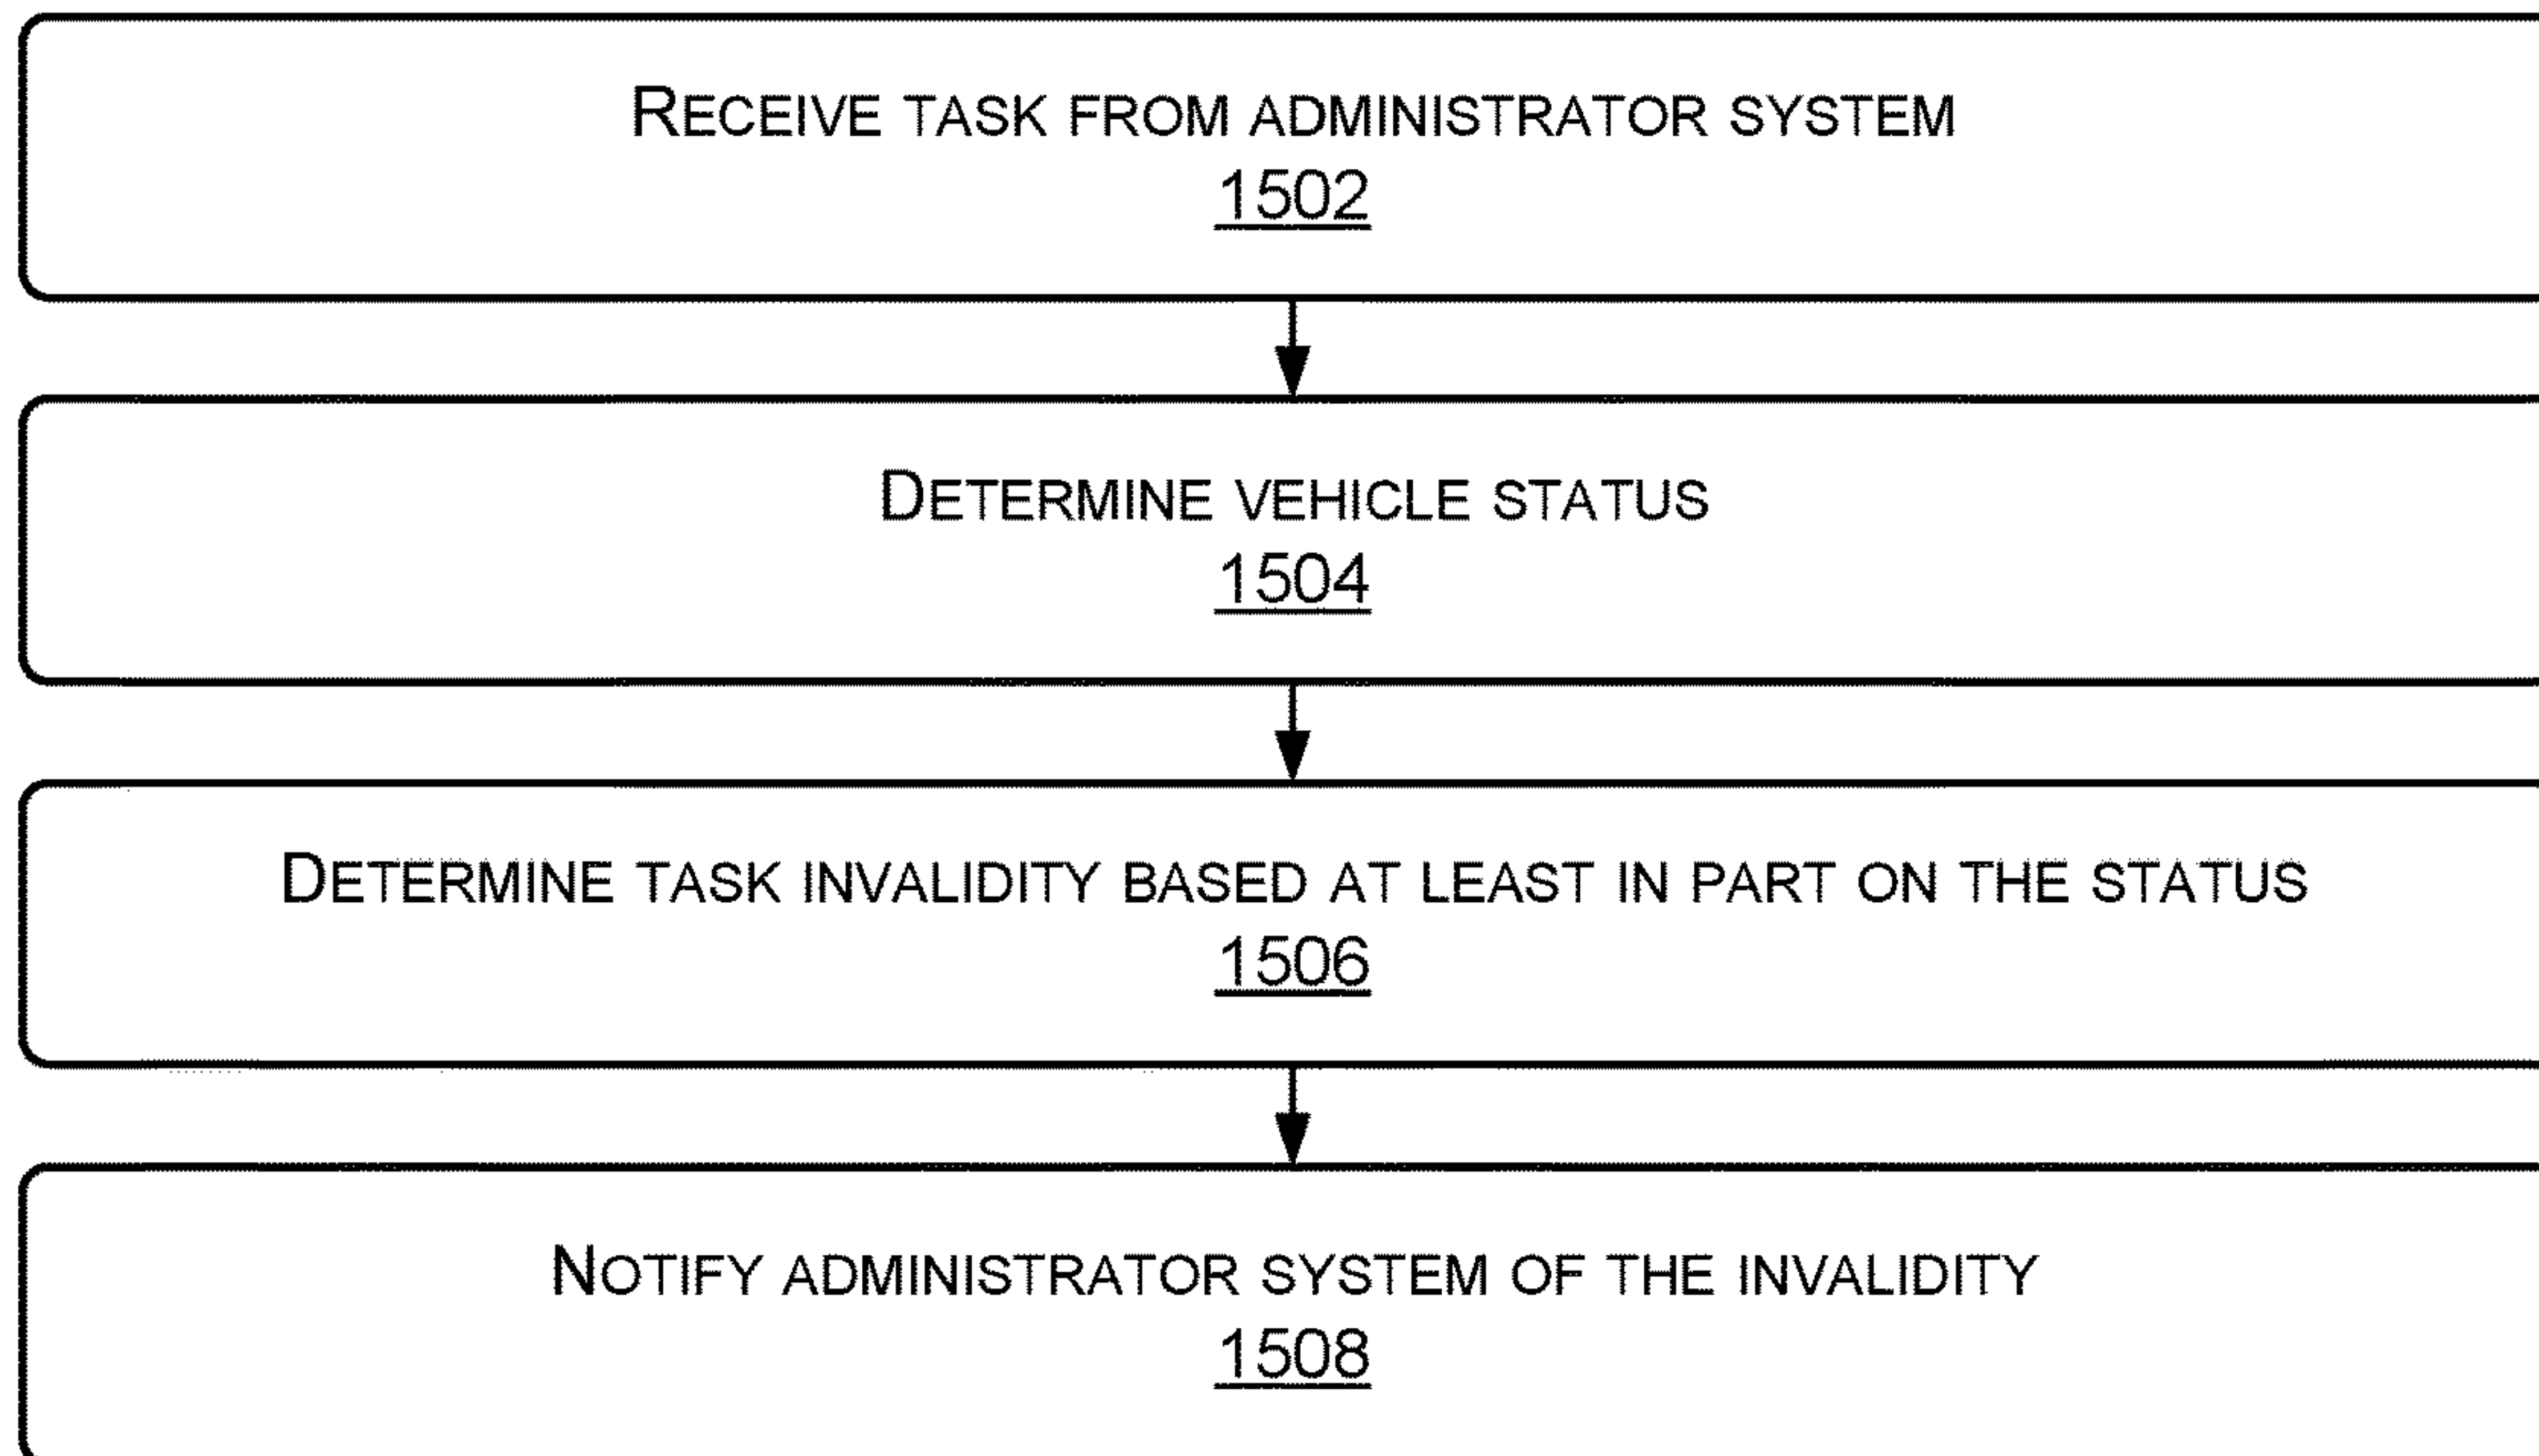 RECEIVE TASK FROM ADMINISTRATOR SYSTEM
1502
DETERMINE VEHICLE STATUS
1504
DETERMINE TASK INVALIDITY BASED AT LEAST IN PART ON THE STATUS
1506
NOTIFY ADMINISTRATOR SYSTEM OF THE INVALIDITY
1508